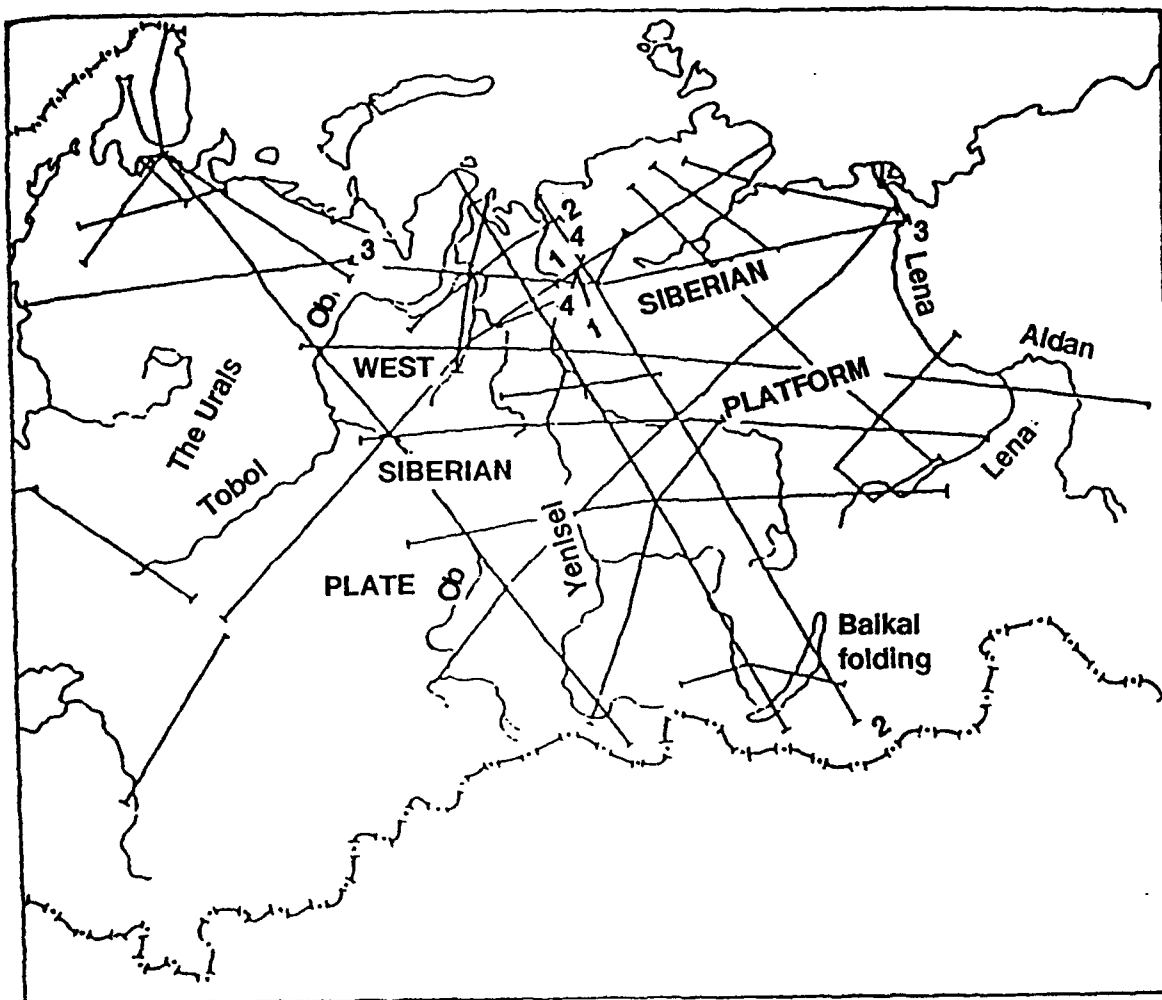 2
4
3
1
3
SIBERIAN
Lena
Ob
4
1
Aldan
WEST
The Urals
PLATFORM
Tobol
SIBERIAN
Lena
Yenisei
PLATE
Ob
Baikal
folding
2